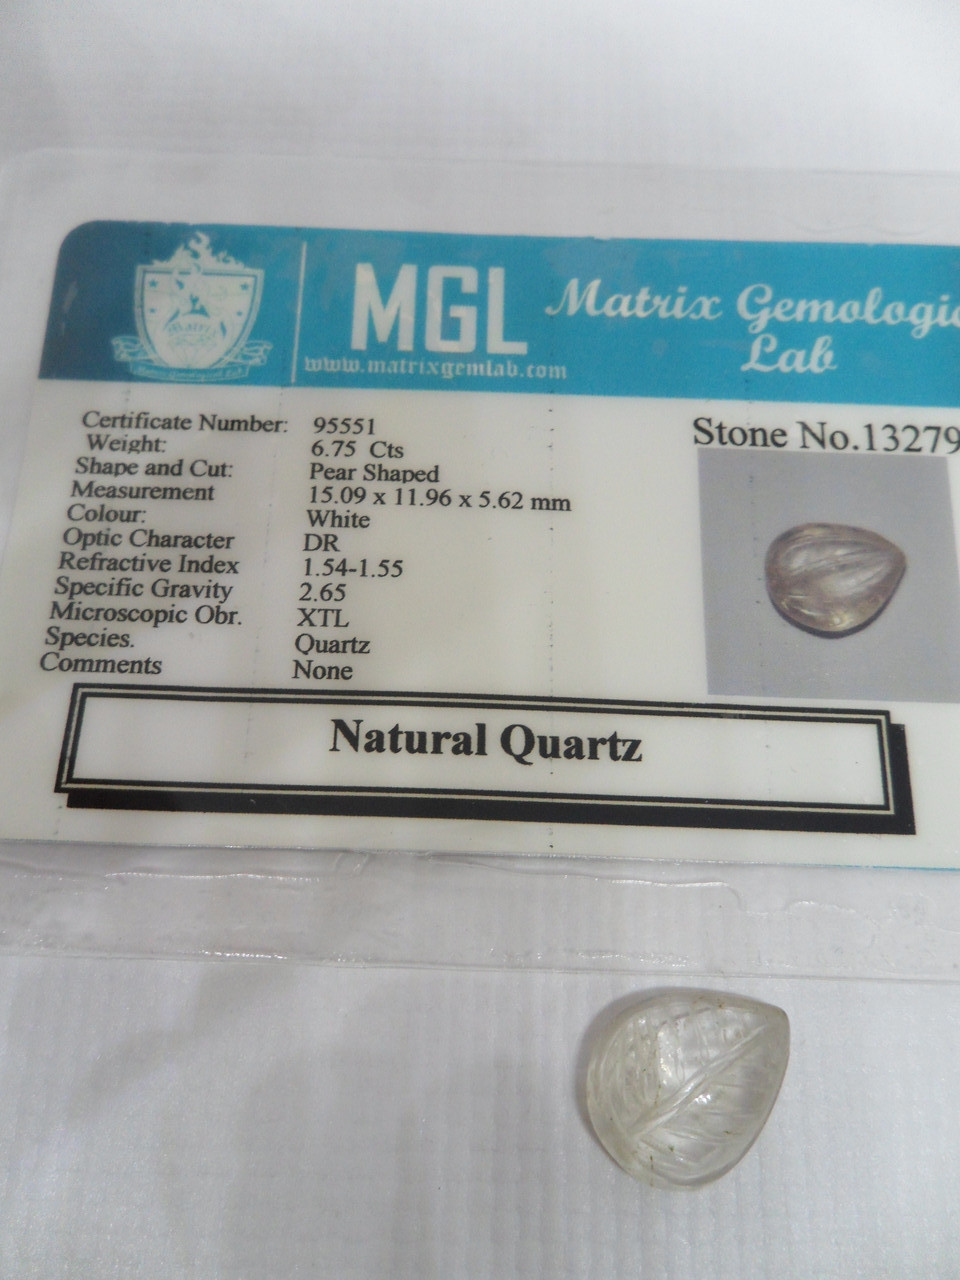 MGL
www.matrixgemlab.com
Matrix Gemologic
Lab
Certificate Number: 95551
Weight: 6.75 Cts
Shape and Cut: Pear Shaped
Measurement 15.09 x 11.96 x 5.62 mm
Colour: White
Optic Character DR
Refractive Index 1.54-1.55
Specific Gravity 2.65
Microscopic Obr. XTL
Species. Quartz
Comments None
Stone No.13279
Natural Quartz